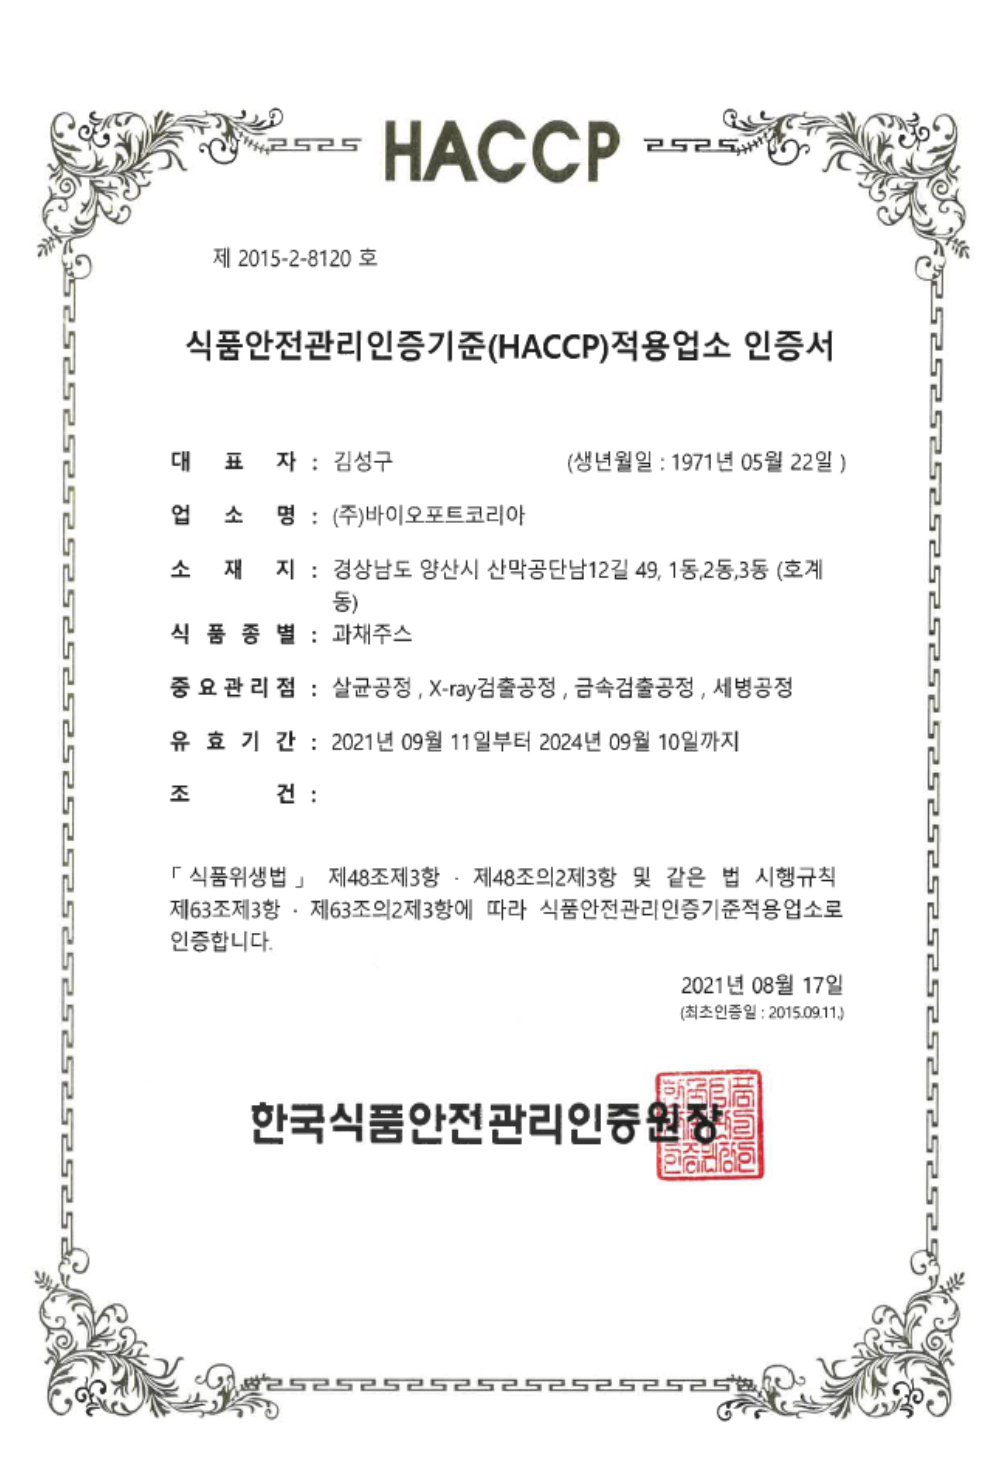 HACCP
제 2015-2-8120 호
식품안전관리인증기준(HACCP)적용업소 인증서
대 표 자 : 김성구 (생년월일 : 1971년 05월 22일 )
업 소 명 : (주)바이오포트코리아
소 재 지 : 경상남도 양산시 산막공단남12길 49, 1동,2동,3동 (호계
동)
식 품 종 별 : 과채주스
중요관리점 : 살균공정 , X-ray검출공정 , 금속검출공정 , 세병공정
유 효 기 간 : 2021년 09월 11일부터 2024년 09월 10일까지
조 건 :
「 식품위생법 」 제48조제3항 · 제48조의2제3항 및 같은 법 시행규칙
제63조제3항 · 제63조의2제3항에 따라 식품안전관리인증기준적용업소로
인증합니다.
2021년 08월 17일
(최초인증일 : 2015.09.11.)
한국식품안전관리인증원장